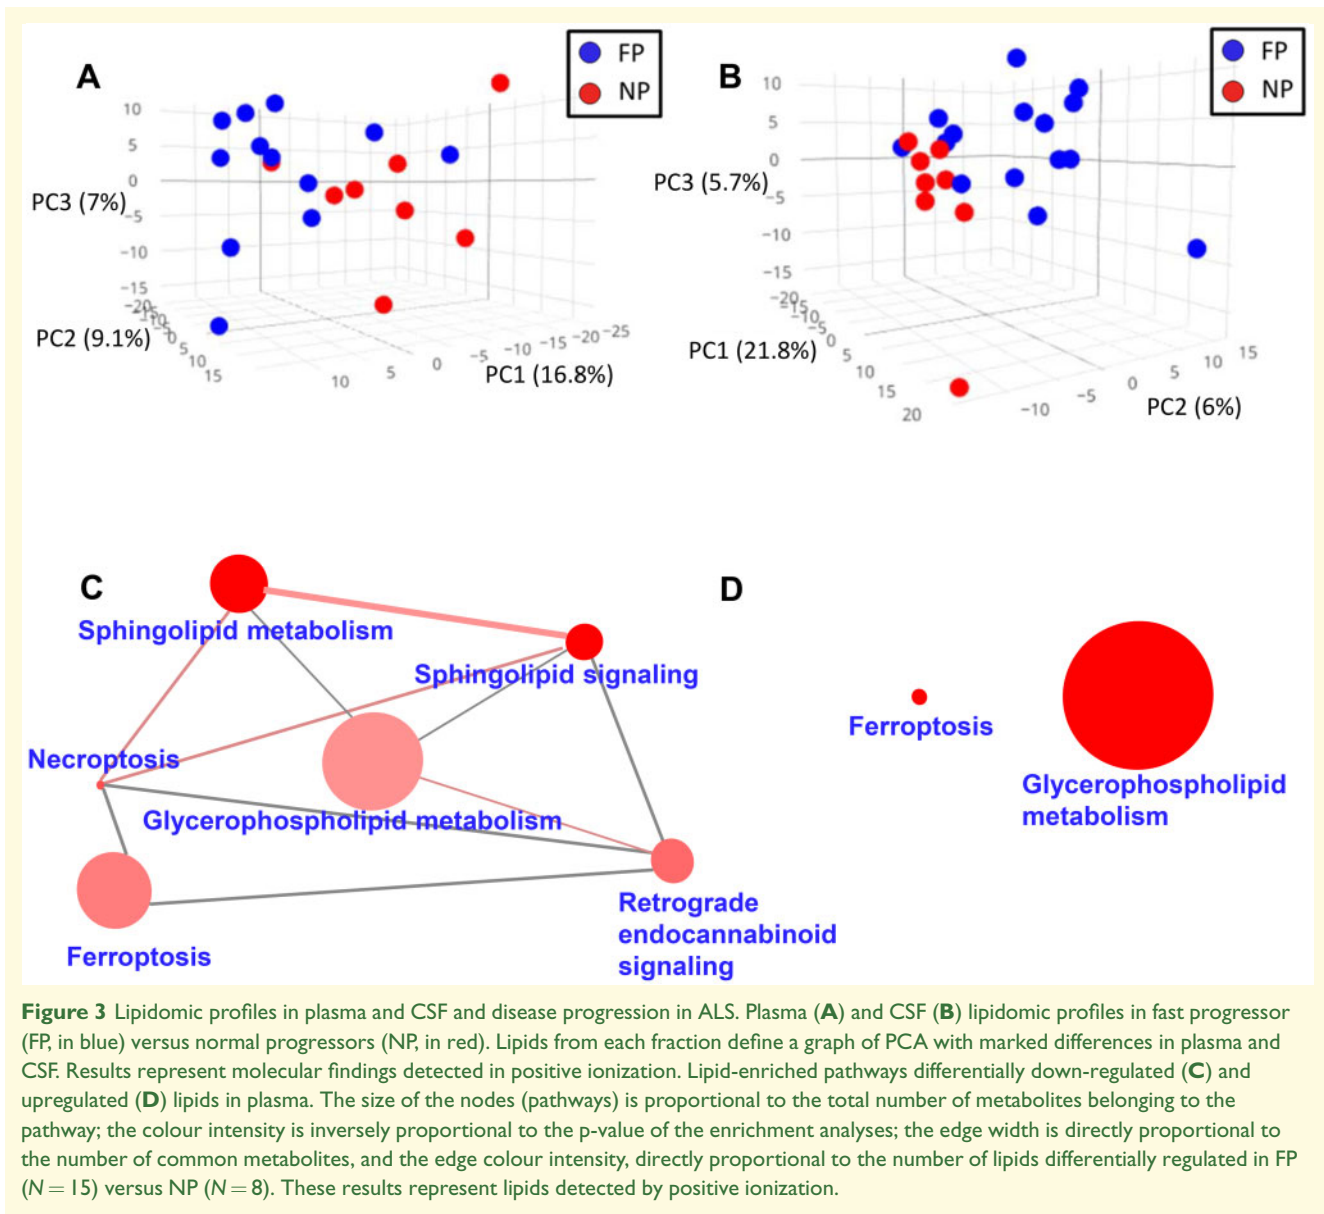 A
FP
NP
10
5
0
−5
−10
−15
−20
PC3 (7%)
PC2 (9.1%)
0
5
10
15
10
5
0
−5
−10
−15
−20
−25
PC1 (16.8%)
B
FP
NP
10
5
0
−5
−10
−15
−20
PC3 (5.7%)
−15
−10
−5
0
5
10
15
20
PC1 (21.8%)
−10
−5
0
5
10
15
PC2 (6%)
C
Sphingolipid metabolism
Sphingolipid signaling
Necroptosis
Glycerophospholipid metabolism
Ferroptosis
Retrograde
endocannabinoid
signaling
D
Ferroptosis
Glycerophospholipid
metabolism
Figure 3 Lipidomic profiles in plasma and CSF and disease progression in ALS. Plasma (A) and CSF (B) lipidomic profiles in fast progressor
(FP, in blue) versus normal progressors (NP, in red). Lipids from each fraction define a graph of PCA with marked differences in plasma and
CSF. Results represent molecular findings detected in positive ionization. Lipid-enriched pathways differentially down-regulated (C) and
upregulated (D) lipids in plasma. The size of the nodes (pathways) is proportional to the total number of metabolites belonging to the
pathway; the colour intensity is inversely proportional to the p-value of the enrichment analyses; the edge width is directly proportional to
the number of common metabolites, and the edge colour intensity, directly proportional to the number of lipids differentially regulated in FP
(N = 15) versus NP (N = 8). These results represent lipids detected by positive ionization.